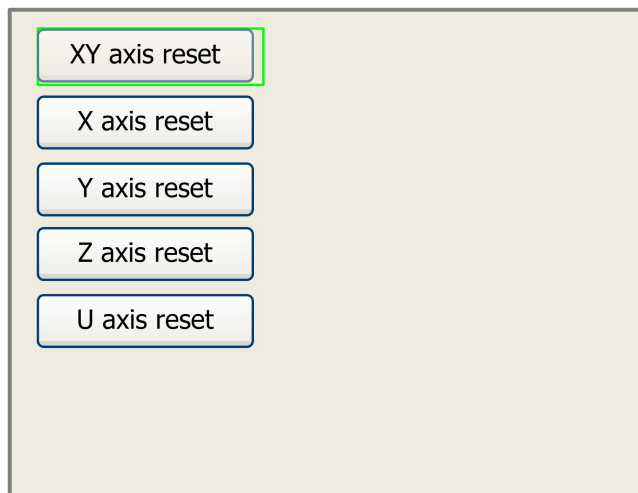 XY axis reset
X axis reset
Y axis reset
Z axis reset
U axis reset